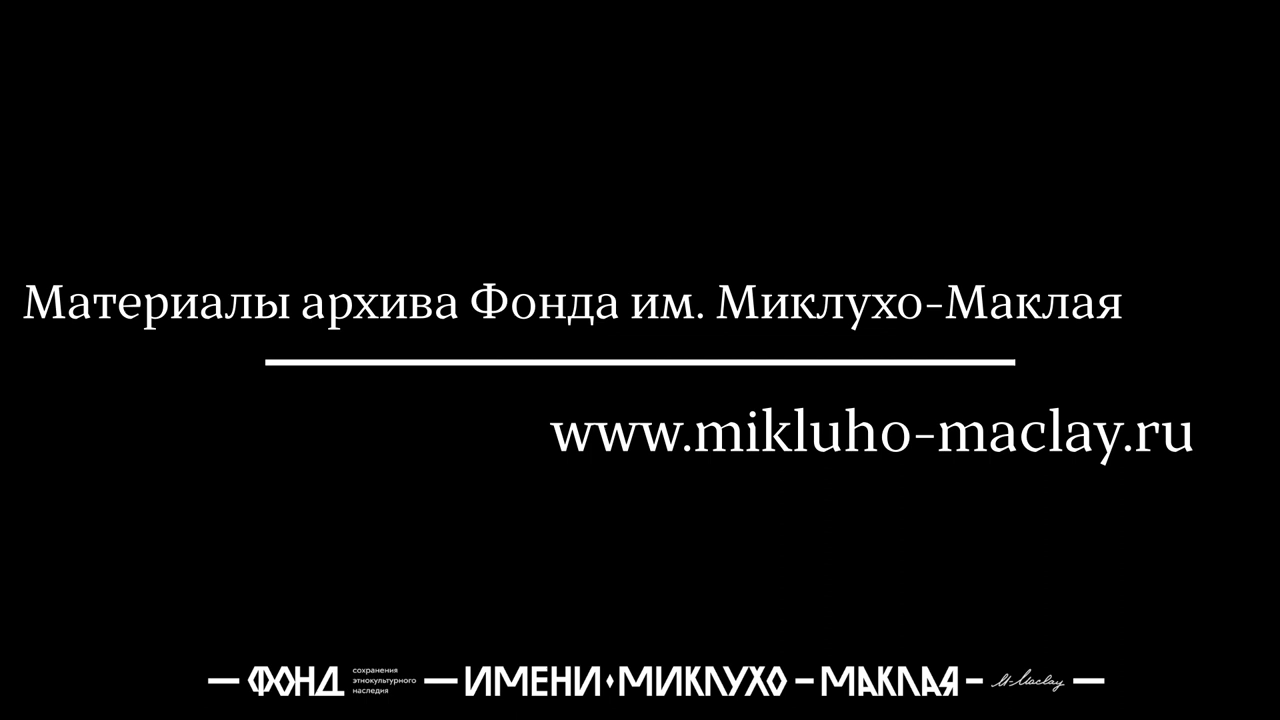 Материалы архива Фонда им. Миклухо-Маклая
www.mikluho-maclay.ru
ФОНД
сохранения
этнокультурного
наследия
ИМЕНИ МИКЛУХО – МАКЛАЯ
M-Maclay